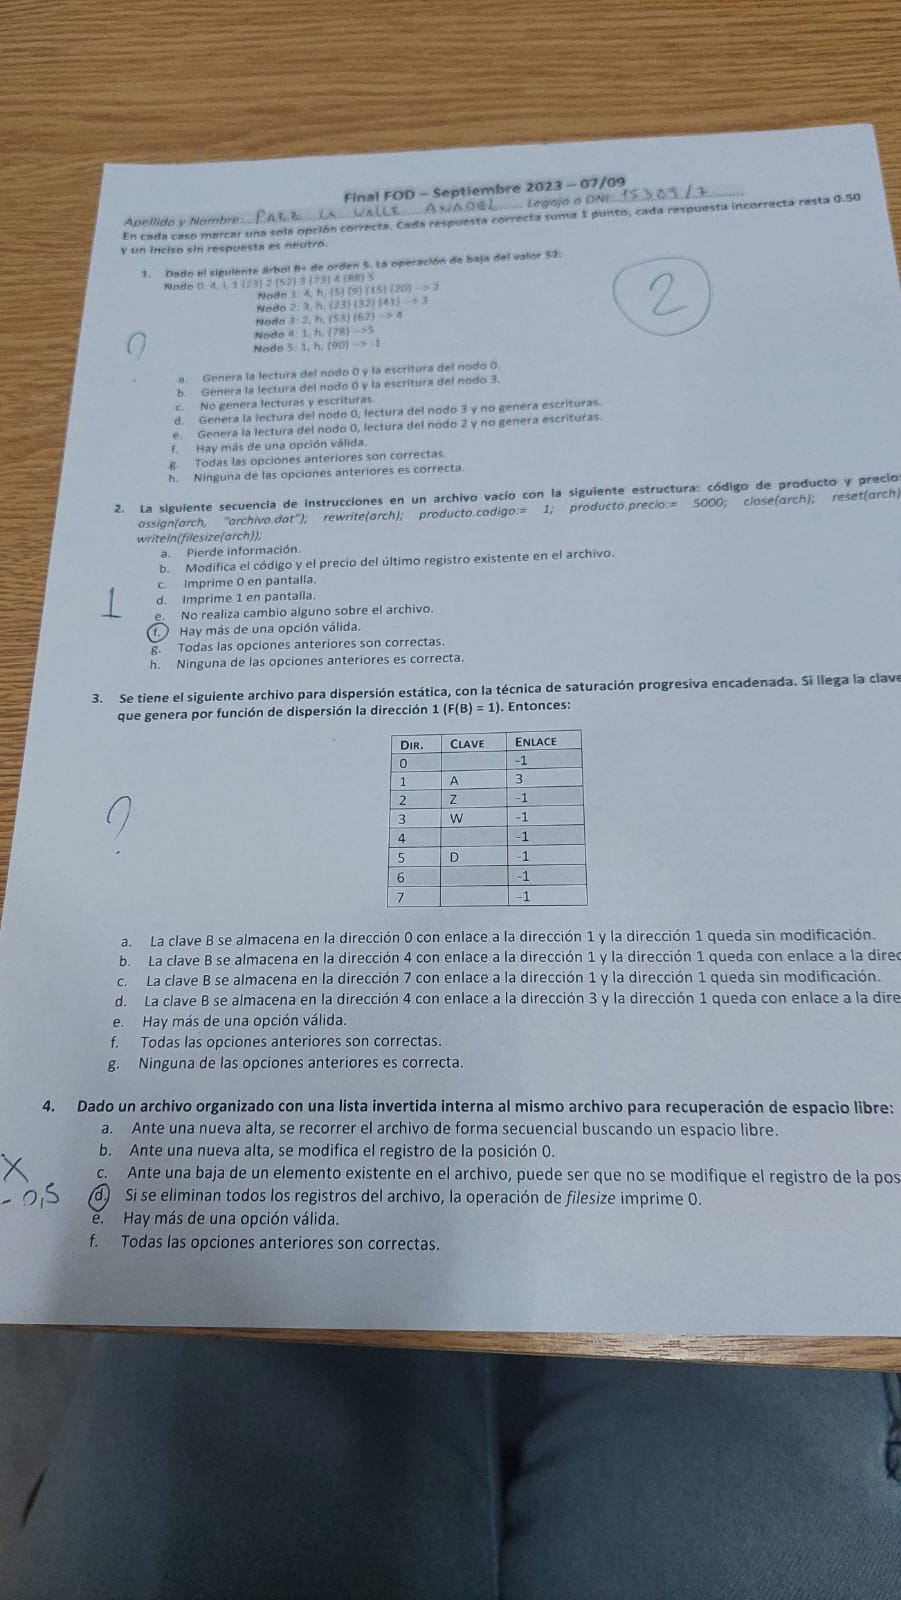 Final FOD – Septiembre 2023 – 07/09
Apellido y Nombre: PAEZ LA VALLE ANABEL Legajo o DNI: 15309/7
En cada caso marcar una sola opción correcta. Cada respuesta correcta suma 1 punto, cada respuesta incorrecta resta 0.50
y un inciso sin respuesta es neutro.
2
1. Dado el siguiente árbol B+ de orden 5. La operación de baja del valor 52:
Nodo 0: 4, i, 1 (23) 2 (52) 3 (73) 4 (88) 5
Nodo 1: 4, h, (5) (9) (15) (20) -> 2
Nodo 2: 3, h, (23) (32) (41) -> 3
Nodo 3: 2, h, (53) (62) -> 4
Nodo 4: 1, h, (78) ->5
Nodo 5: 1, h, (90) -> -1
a. Genera la lectura del nodo 0 y la escritura del nodo 0.
b. Genera la lectura del nodo 0 y la escritura del nodo 3.
c. No genera lecturas y escrituras.
d. Genera la lectura del nodo 0, lectura del nodo 3 y no genera escrituras.
e. Genera la lectura del nodo 0, lectura del nodo 2 y no genera escrituras.
f. Hay más de una opción válida.
g. Todas las opciones anteriores son correctas.
h. Ninguna de las opciones anteriores es correcta.
2. La siguiente secuencia de instrucciones en un archivo vacío con la siguiente estructura: código de producto y precio:
assign(arch, "archivo.dat"); rewrite(arch); producto.codigo:= 1; producto.precio:= 5000; close(arch); reset(arch)
writeln(filesize(arch));
a. Pierde información.
b. Modifica el código y el precio del último registro existente en el archivo.
c. Imprime 0 en pantalla.
d. Imprime 1 en pantalla.
1
e. No realiza cambio alguno sobre el archivo.
f. Hay más de una opción válida.
g. Todas las opciones anteriores son correctas.
h. Ninguna de las opciones anteriores es correcta.
3. Se tiene el siguiente archivo para dispersión estática, con la técnica de saturación progresiva encadenada. Si llega la clave
que genera por función de dispersión la dirección 1 (F(B) = 1). Entonces:
DIR. CLAVE ENLACE
0 -1
1 A 3
2 Z -1
3 W -1
4 -1
5 D -1
6 -1
7 -1
a. La clave B se almacena en la dirección 0 con enlace a la dirección 1 y la dirección 1 queda sin modificación.
b. La clave B se almacena en la dirección 4 con enlace a la dirección 1 y la dirección 1 queda con enlace a la direc
c. La clave B se almacena en la dirección 7 con enlace a la dirección 1 y la dirección 1 queda sin modificación.
d. La clave B se almacena en la dirección 4 con enlace a la dirección 3 y la dirección 1 queda con enlace a la dire
e. Hay más de una opción válida.
f. Todas las opciones anteriores son correctas.
g. Ninguna de las opciones anteriores es correcta.
4. Dado un archivo organizado con una lista invertida interna al mismo archivo para recuperación de espacio libre:
a. Ante una nueva alta, se recorrer el archivo de forma secuencial buscando un espacio libre.
b. Ante una nueva alta, se modifica el registro de la posición 0.
X
c. Ante una baja de un elemento existente en el archivo, puede ser que no se modifique el registro de la pos
- 0,5
d. Si se eliminan todos los registros del archivo, la operación de filesize imprime 0.
e. Hay más de una opción válida.
f. Todas las opciones anteriores son correctas.